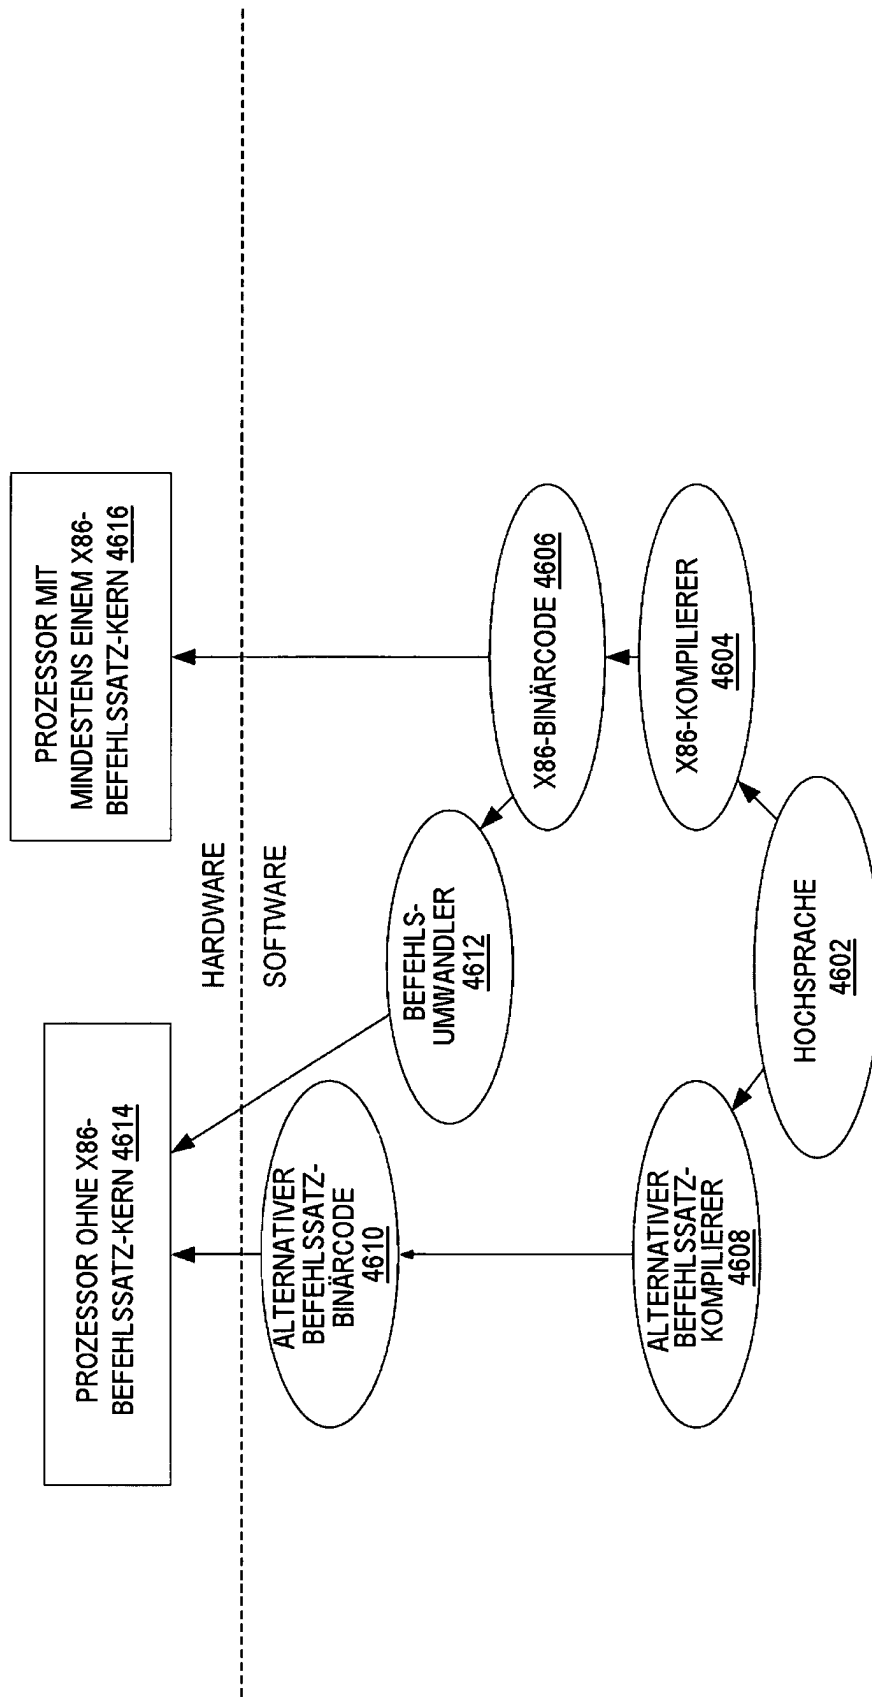 PROZESSOR OHNE X86-
BEFEHLSSATZ-KERN 4614
PROZESSOR MIT
MINDESTENS EINEM X86-
BEFEHLSSATZ-KERN 4616
HARDWARE
SOFTWARE
ALTERNATIVER
BEFEHLSSATZ-
BINÄRCODE
4610
BEFEHLS-
UMWANDLER
4612
X86-BINÄRCODE 4606
ALTERNATIVER
BEFEHLSSATZ-
KOMPILIERER
4608
X86-KOMPILIERER
4604
HOCHSPRACHE
4602